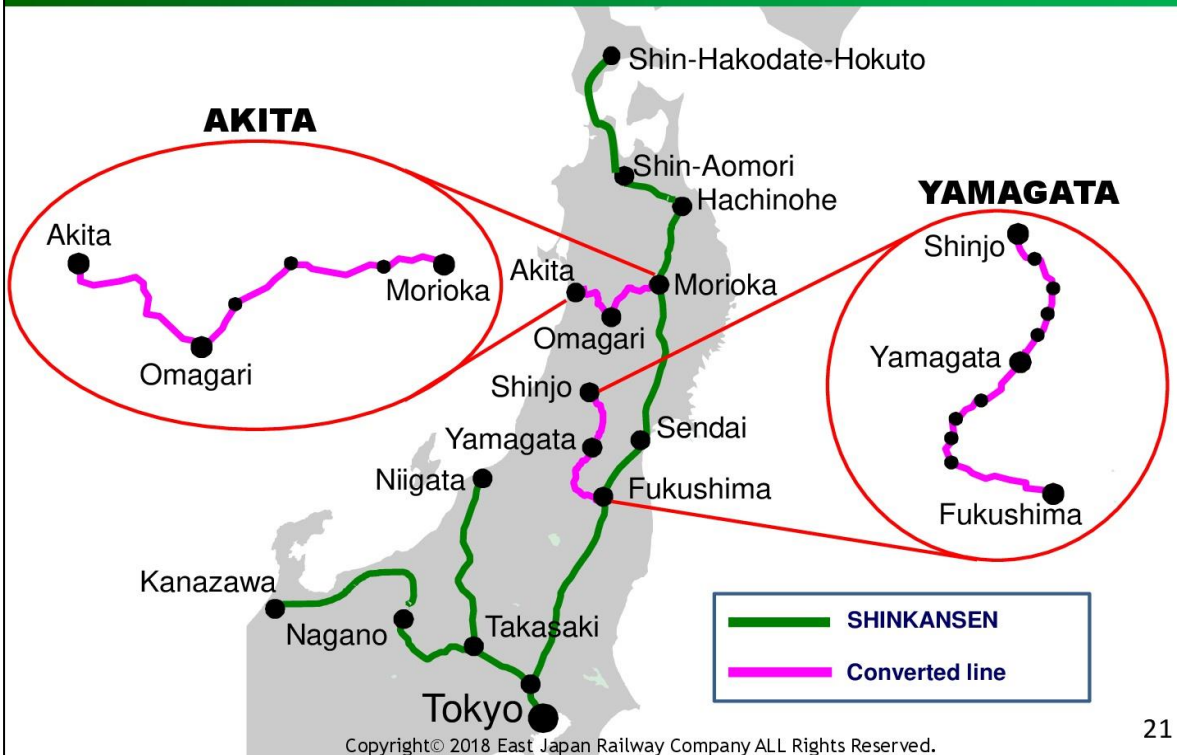 Shin-Hakodate-Hokuto
AKITA
Shin-Aomori
Hachinohe
YAMAGATA
Akita
Morioka
Omagari
Akita
Morioka
Omagari
Shinjo
Yamagata
Fukushima
Shinjo
Yamagata
Sendai
Niigata
Fukushima
Kanazawa
Nagano
Takasaki
Tokyo
SHINKANSEN
Converted line
Copyright© 2018 East Japan Railway Company ALL Rights Reserved.
21